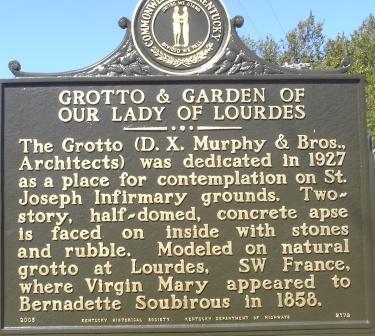 COMMONWEALTH OF KENTUCKY
UNITED WE STAND
DIVIDED WE FALL
GROTTO & GARDEN OF
OUR LADY OF LOURDES
The Grotto (D. X. Murphy & Bros.,
Architects) was dedicated in 1927
as a place for contemplation on St.
Joseph Infirmary grounds. Two-
story, half-domed, concrete apse
is faced on inside with stones
and rubble. Modeled on natural
grotto at Lourdes, SW France,
where Virgin Mary appeared to
Bernadette Soubirous in 1858.
2005 KENTUCKY HISTORICAL SOCIETY KENTUCKY DEPARTMENT OF HIGHWAYS 2178